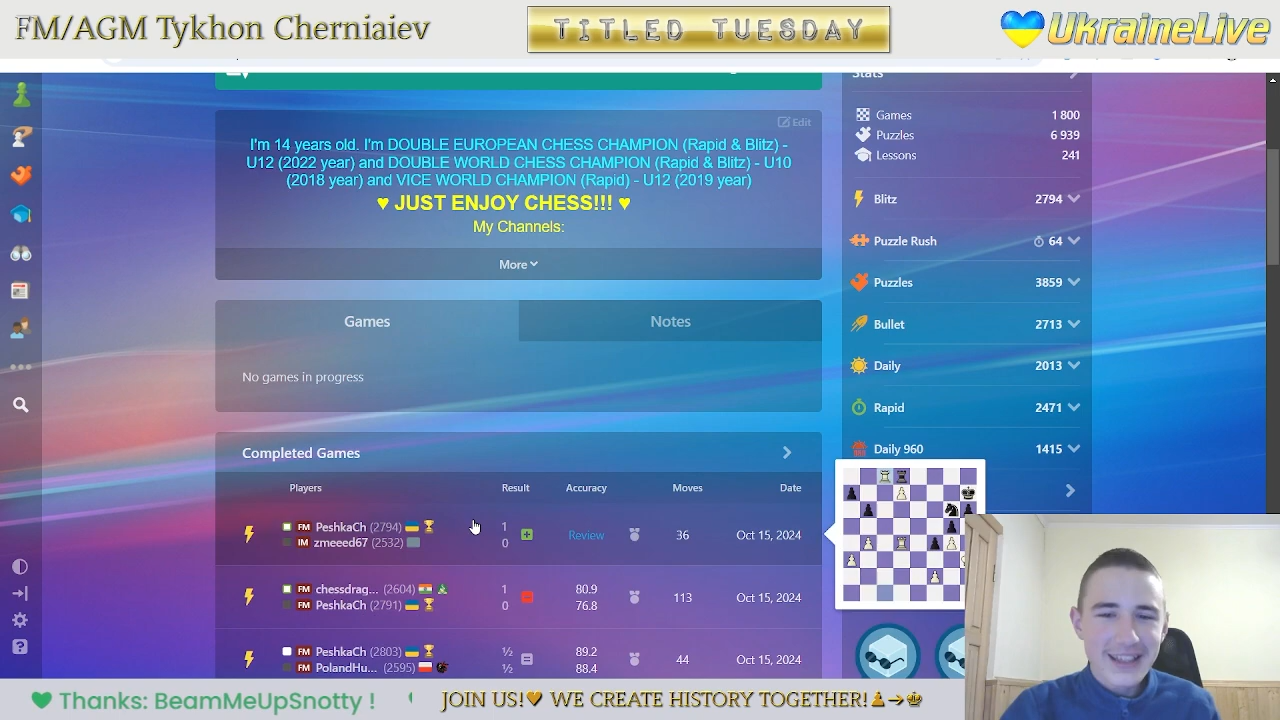 FM/AGM Tykhon Cherniaiev
TITLED TUESDAY
UkraineLive
Stats
Edit
I'm 14 years old. I'm DOUBLE EUROPEAN CHESS CHAMPION (Rapid & Blitz) -
U12 (2022 year) and DOUBLE WORLD CHESS CHAMPION (Rapid & Blitz) - U10
(2018 year) and VICE WORLD CHAMPION (Rapid) - U12 (2019 year)
♥ JUST ENJOY CHESS!!! ♥
My Channels:
More
Games
Notes
No games in progress
Completed Games
Players Result Accuracy Moves Date
FM PeshkaCh (2794) 1
IM zmeeed67 (2532) 0
Review 36 Oct 15, 2024
FM chessdrag... (2604) 1 80.9
FM PeshkaCh (2791) 0 76.8
113 Oct 15, 2024
FM PeshkaCh (2803) ½ 89.2
FM PolandHu... (2595) ½ 88.4
44 Oct 15, 2024
Games 1 800
Puzzles 6 939
Lessons 241
Blitz 2794
Puzzle Rush 64
Puzzles 3859
Bullet 2713
Daily 2013
Rapid 2471
Daily 960 1415
Thanks: BeamMeUpSnotty !
JOIN US!♥ WE CREATE HISTORY TOGETHER!♟→♚